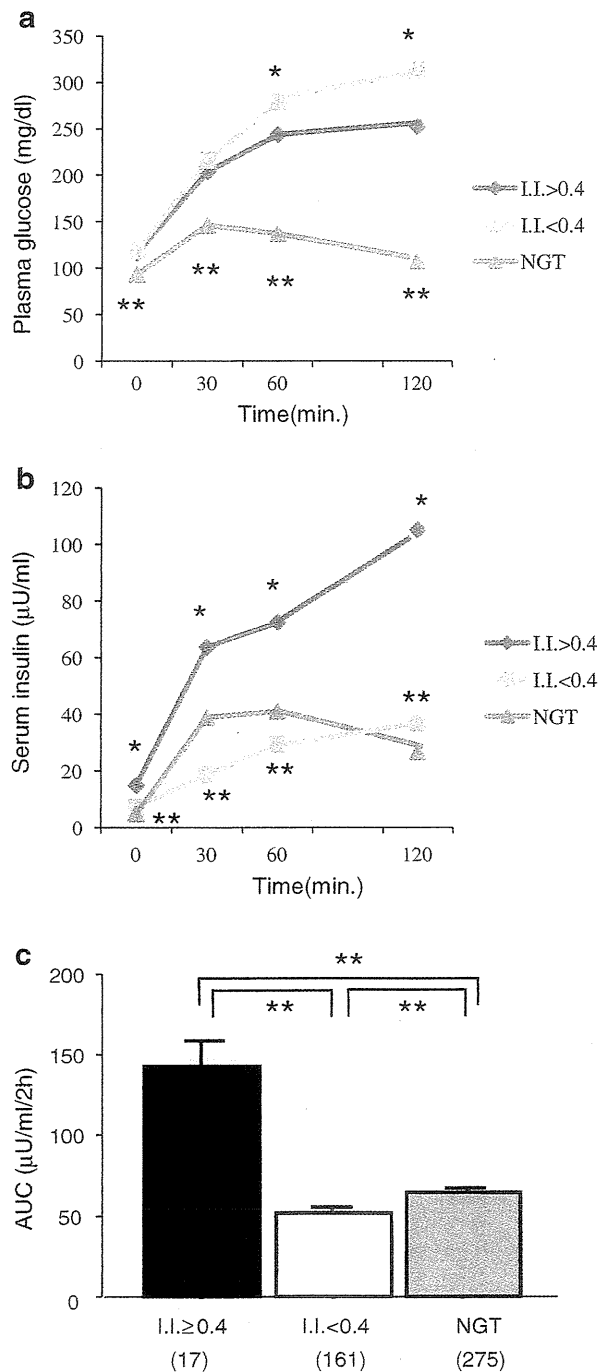 a
350
300
250
200
150
100
50
0
Plasma glucose (mg/dl)
*
*
**
**
**
**
0 30 60 120
Time(min.)
I.I.>0.4
I.I.<0.4
NGT
b
120
100
80
60
40
20
0
Serum insulin (µU/ml)
*
*
*
*
**
**
**
**
0 30 60 120
Time(min.)
I.I.>0.4
I.I.<0.4
NGT
c
200
150
100
50
0
AUC (µU/ml/2h)
**
** **
I.I.≥0.4 I.I.<0.4 NGT
(17) (161) (275)